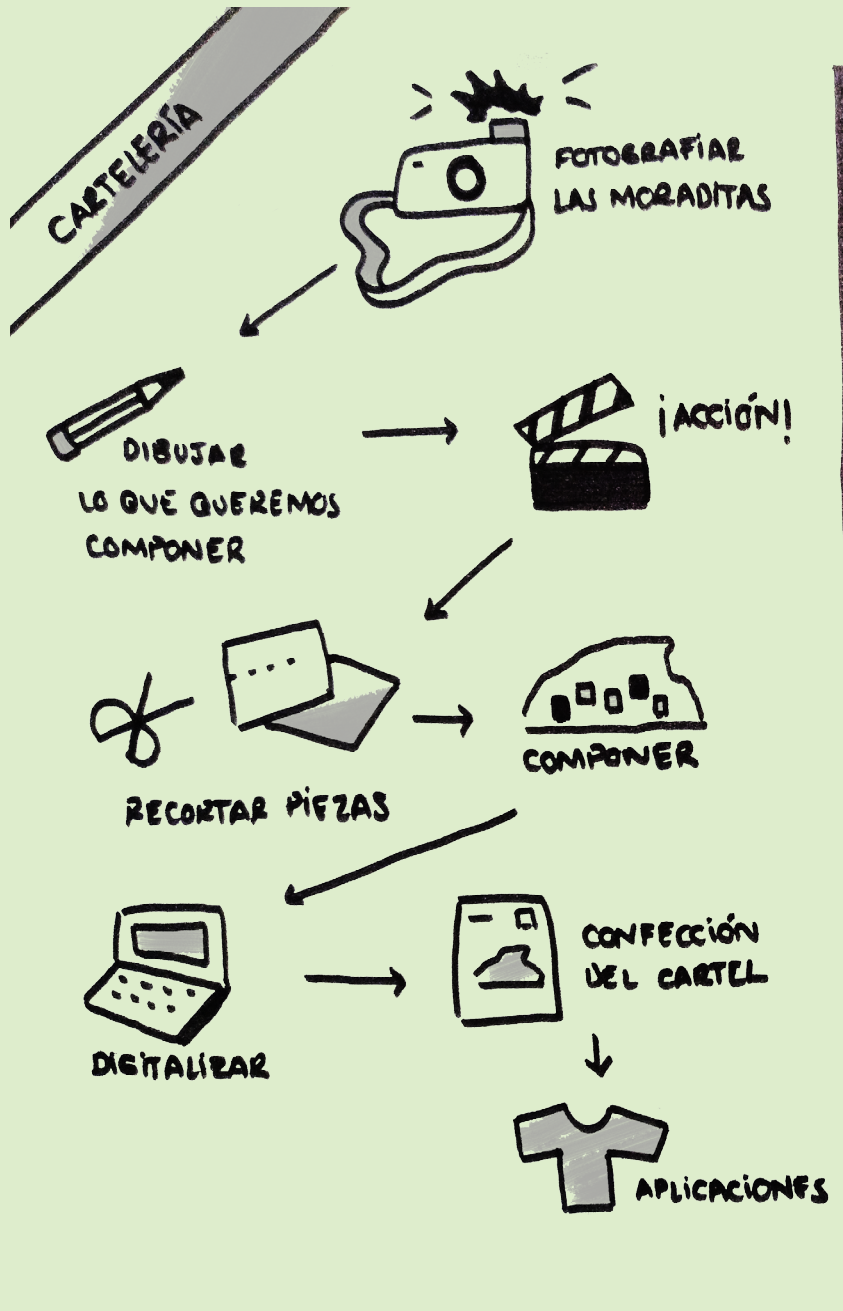 CARTELERÍA
FOTOGRAFIAR
LAS MORADITAS
DIBUJAR
LO QUE QUEREMOS
COMPONER
¡ACCIÓN!
RECORTAR PIEZAS
COMPONER
DIGITALIZAR
CONFECCIÓN
DEL CARTEL
APLICACIONES